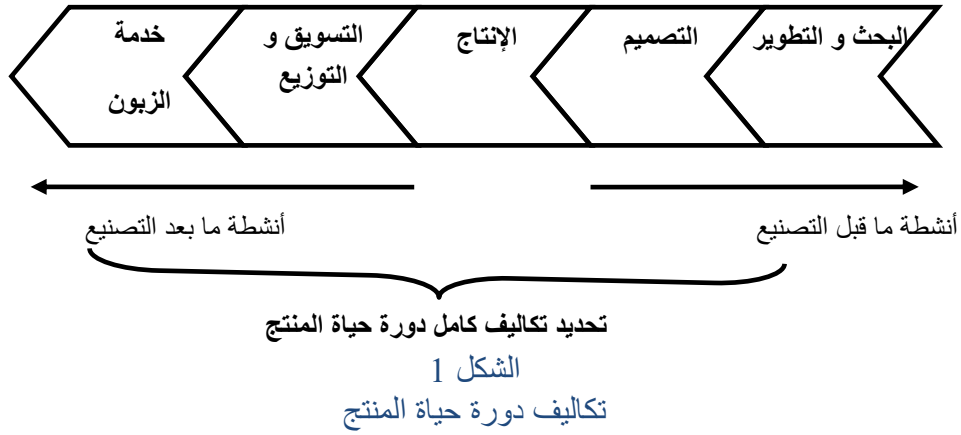 البحث و التطوير
التصميم
الإنتاج
التسويق و
التوزيع
خدمة
الزبون
أنشطة ما قبل التصنيع
أنشطة ما بعد التصنيع
تحديد تكاليف كامل دورة حياة المنتج
الشكل 1
تكاليف دورة حياة المنتج